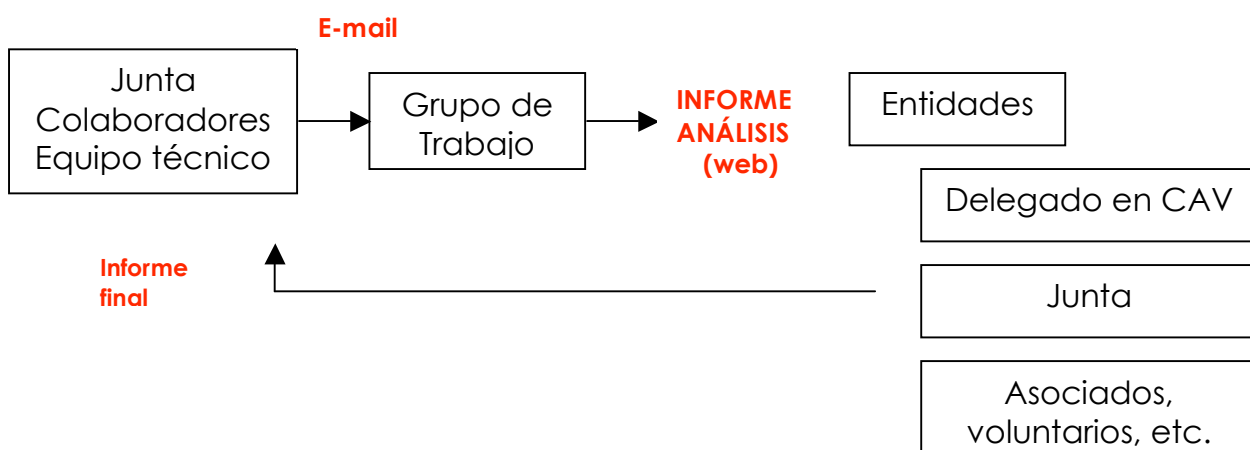 E-mail
Junta
Colaboradores
Equipo técnico
Grupo de
Trabajo
INFORME
ANÁLISIS
(web)
Entidades
Delegado en CAV
Informe
final
Junta
Asociados,
voluntarios, etc.